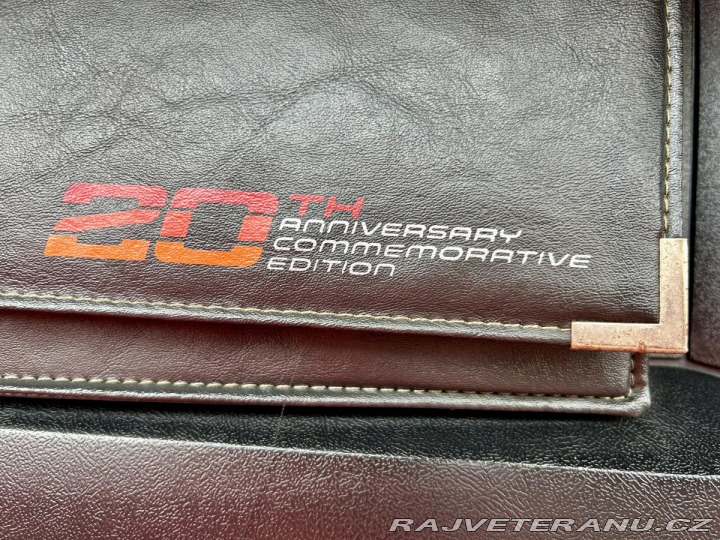 20TH
ANNIVERSARY
COMMEMORATIVE
EDITION
RAJVETERANU.CZ